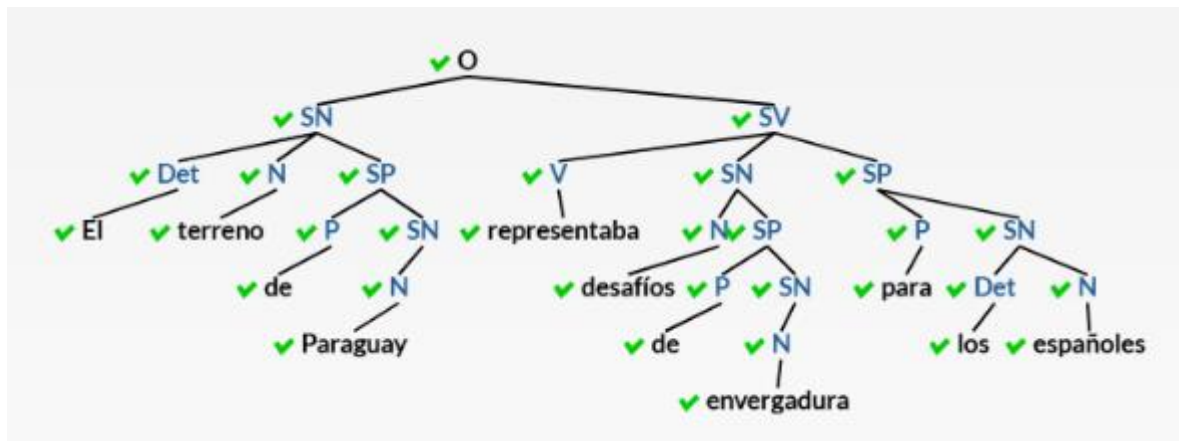 O
SN SV
Det N SP V SN SP
El terreno P SN representaba N SP P SN
de N desafíos P SN para Det N
Paraguay de N los españoles
envergadura